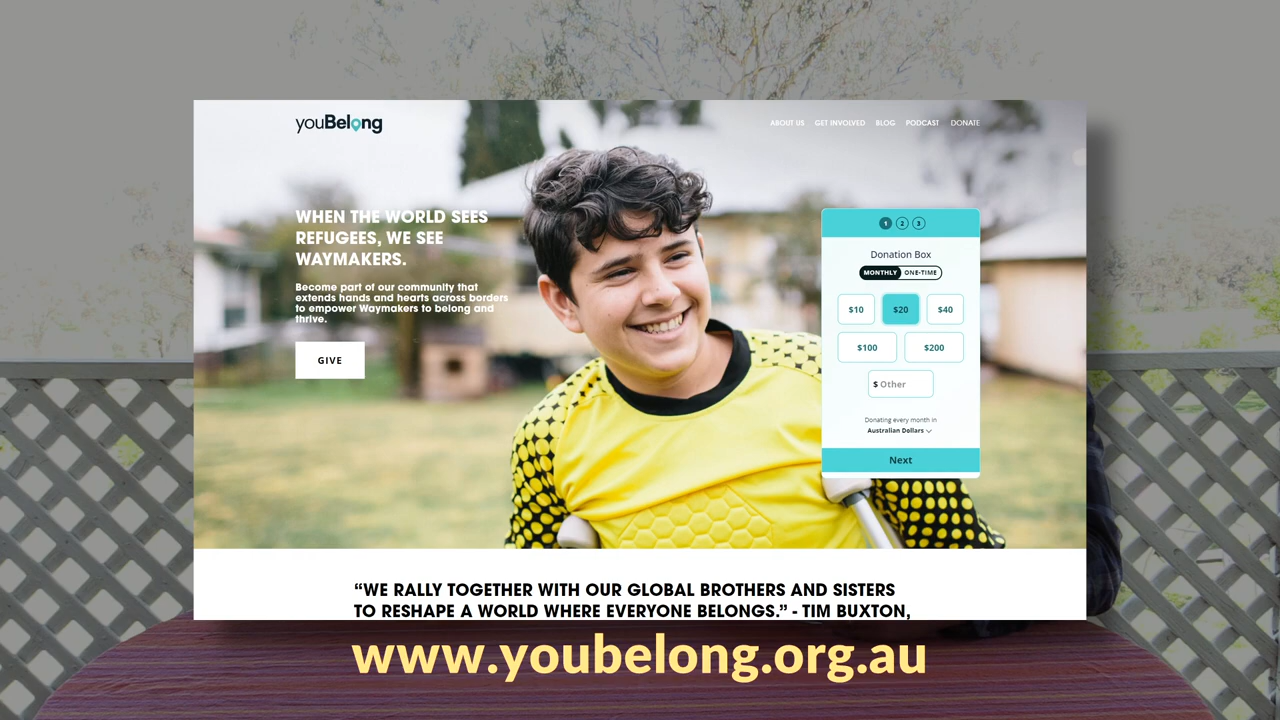 youBelong
ABOUT US GET INVOLVED BLOG PODCAST DONATE
WHEN THE WORLD SEES
REFUGEES, WE SEE
WAYMAKERS.
Become part of our community that
extends hands and hearts across borders
to empower Waymakers to belong and
thrive.
GIVE
1 2 3
Donation Box
MONTHLY ONE-TIME
$10 $20 $40
$100 $200
$ Other
Donating every month in
Australian Dollars
Next
“WE RALLY TOGETHER WITH OUR GLOBAL BROTHERS AND SISTERS
TO RESHAPE A WORLD WHERE EVERYONE BELONGS.” - TIM BUXTON,
www.youbelong.org.au